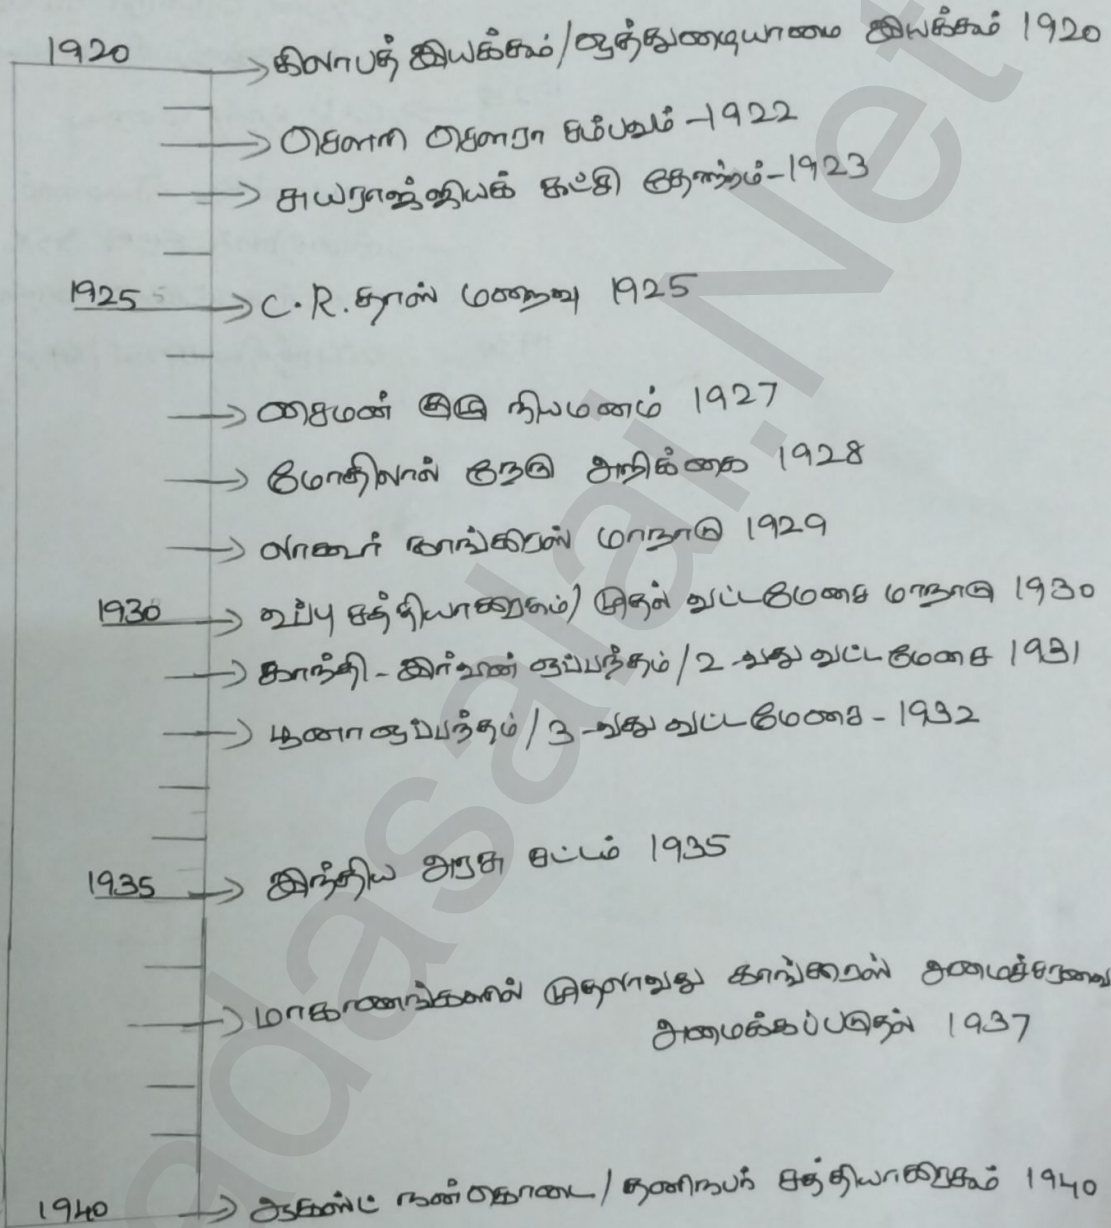 1920 கிலாபத் இயக்கம்/ஒத்துழையாமை இயக்கம் 1920
சௌரி சௌரா சம்பவம் -1922
சுயராஜ்ஜியக் கட்சி தோற்றம்-1923
1925 C.R.தாஸ் மறைவு 1925
சைமன் குழு நியமனம் 1927
மோதிலால் நேரு அறிக்கை 1928
லாகூர் காங்கிரஸ் மாநாடு 1929
1930 உப்பு சத்தியாகிரகம்/முதல் வட்டமேசை மாநாடு 1930
காந்தி-இர்வின் ஒப்பந்தம்/2-வது வட்டமேசை 1931
பூனா ஒப்பந்தம்/3-வது வட்டமேசை-1932
1935 இந்திய அரசு சட்டம் 1935
மாகாணங்களில் முதலாவது காங்கிரஸ் அமைச்சரவை
அமைக்கப்படுதல் 1937
1940 ஆகஸ்ட் நன்கொடை/தனிநபர் சத்தியாகிரகம் 1940
adasalai.Net